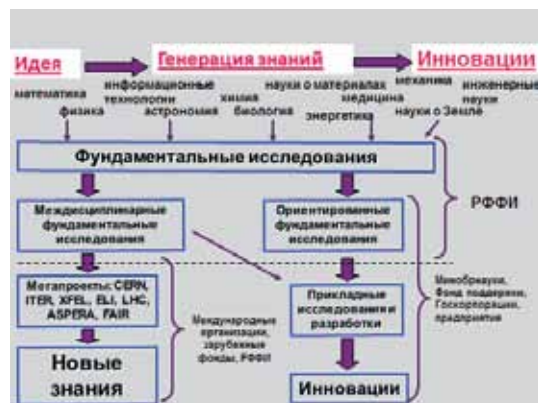 Идея Генерация знаний Инновации
математика информационные технологии науки о материалах механика инженерные науки
физика астрономия химия биология энергетика медицина науки о Земле
Фундаментальные исследования
РФФИ
Междисциплинарные
фундаментальные
исследования
Ориентированные
фундаментальные
исследования
Мегапроекты: CERN,
ITER, XFEL, ELI, LHC,
ASPERA, FAIR
Международные
организации,
зарубежные
фонды, РФФИ
Прикладные
исследования и
разработки
Минобрнауки,
Фонд поддержки,
Госкорпорации,
предприятия
Новые
знания
Инновации